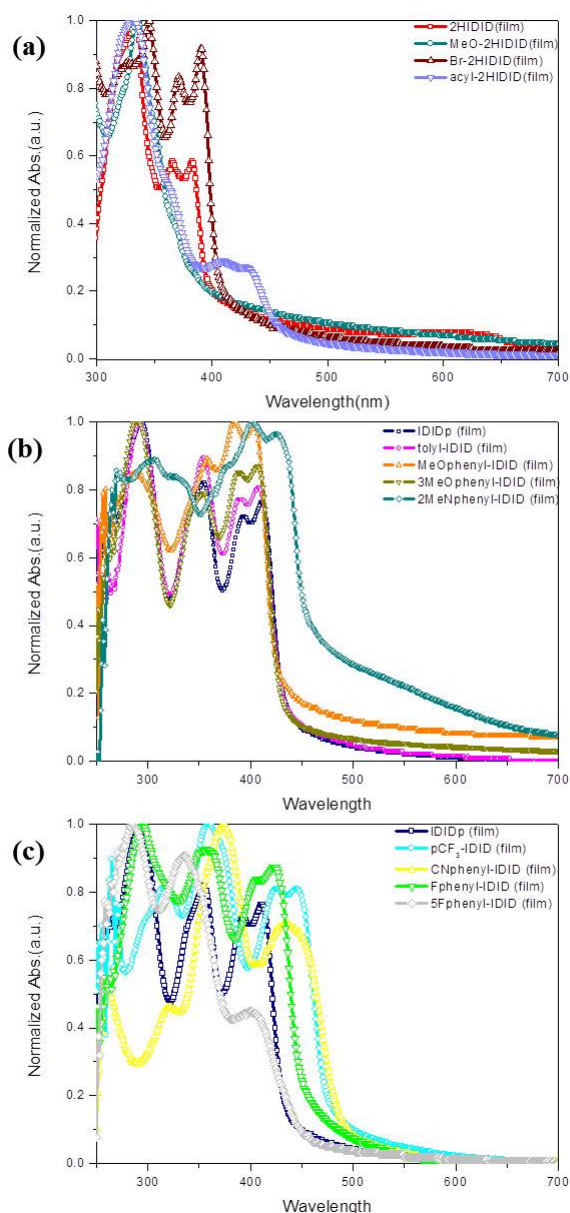 (a)
Normalized Abs.(a.u.)
1.0
0.8
0.6
0.4
0.2
0.0
2HIDID(film)
MeO-2HIDID(film)
Br-2HIDID(film)
acyl-2HIDID(film)
300 400 500 600 700
Wavelength(nm)
(b)
Normalized Abs.(a.u.)
1.0
0.8
0.6
0.4
0.2
0.0
IDIDp (film)
tolyl-IDID (film)
MeOphenyl-IDID (film)
3MeOphenyl-IDID (film)
2MeNphenyl-IDID (film)
300 400 500 600 700
Wavelength
(c)
Normalized Abs.(a.u.)
1.0
0.8
0.6
0.4
0.2
0.0
IDIDp (film)
pCF₃-IDID (film)
CNphenyl-IDID (film)
Fphenyl-IDID (film)
5Fphenyl-IDID (film)
300 400 500 600 700
Wavelength